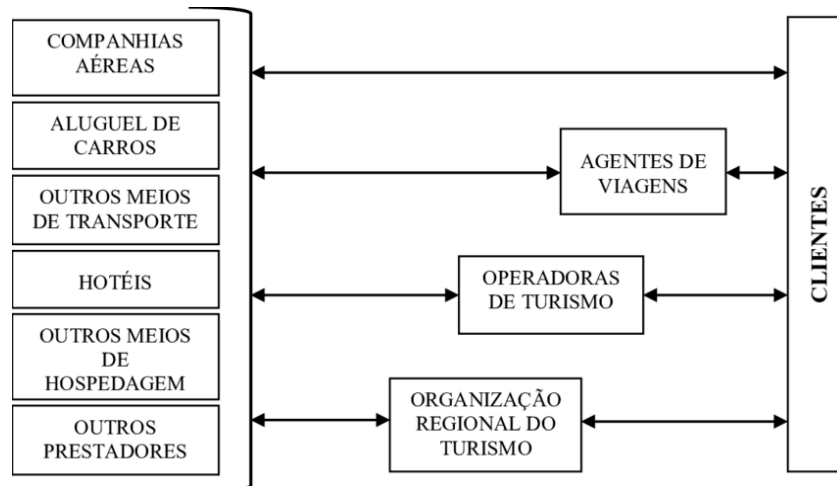 COMPANHIAS
AÉREAS
ALUGUEL DE
CARROS
OUTROS MEIOS
DE TRANSPORTE
HOTÉIS
OUTROS MEIOS
DE
HOSPEDAGEM
OUTROS
PRESTADORES
AGENTES DE
VIAGENS
OPERADORAS
DE TURISMO
ORGANIZAÇÃO
REGIONAL DO
TURISMO
CLIENTES